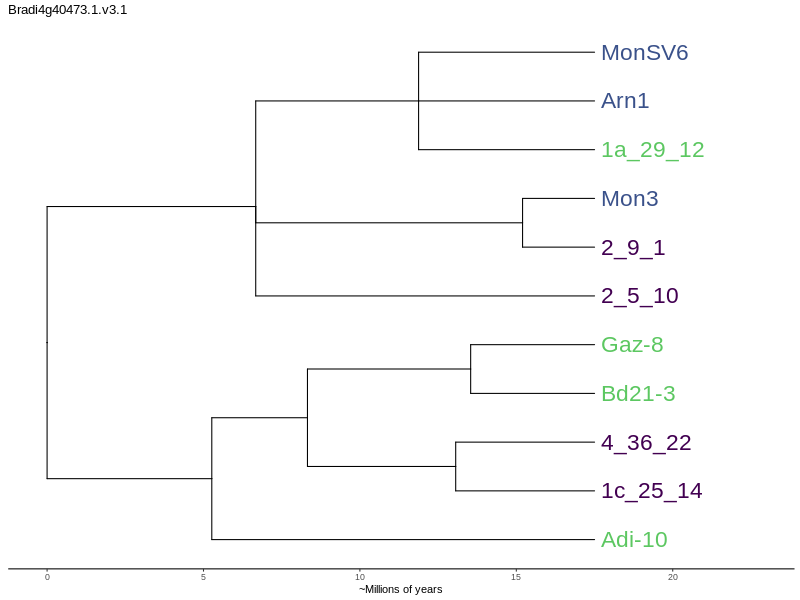 Bradi4g40473.1.v3.1
MonSV6
Arn1
1a_29_12
Mon3
2_9_1
2_5_10
Gaz-8
Bd21-3
4_36_22
1c_25_14
Adi-10
0 5 10 15 20
~Millions of years